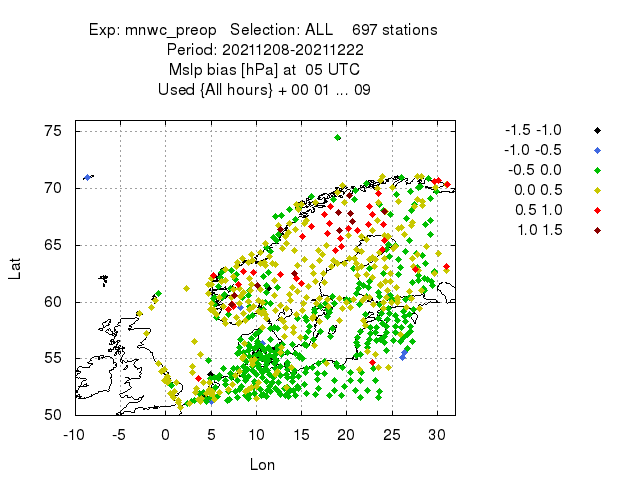 Exp: mnwc_preop   Selection: ALL    697 stations
Period: 20211208-20211222
Mslp bias [hPa] at  05 UTC
Used {All hours} + 00 01 ... 09
75
70
65
60
55
50
Lat
-10 -5 0 5 10 15 20 25 30
Lon
-1.5 -1.0
-1.0 -0.5
-0.5 0.0
0.0 0.5
0.5 1.0
1.0 1.5